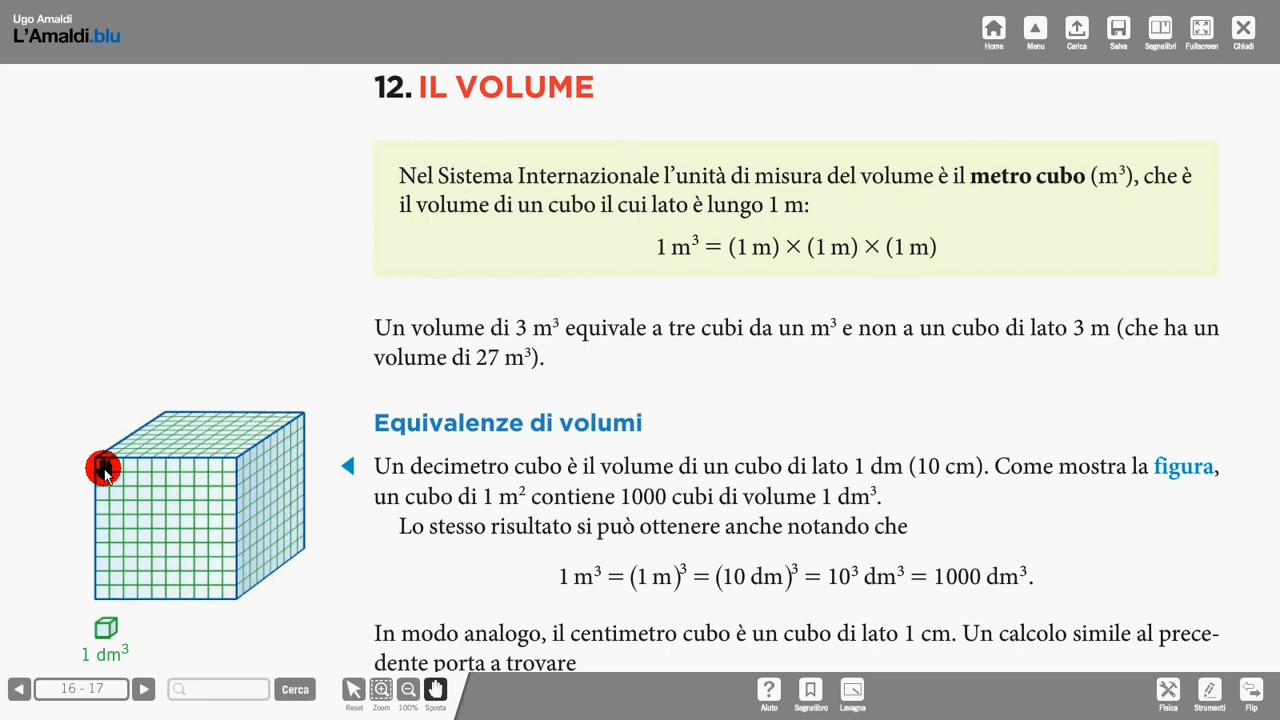 Ugo Amaldi
L'Amaldi.blu
Home
Menu
Carica
Salva
Segnalibri
Fullscreen
Chiudi
12. IL VOLUME
Nel Sistema Internazionale l'unità di misura del volume è il metro cubo (m³), che è
il volume di un cubo il cui lato è lungo 1 m:
1 m³ = (1 m) × (1 m) × (1 m)
Un volume di 3 m³ equivale a tre cubi da un m³ e non a un cubo di lato 3 m (che ha un
volume di 27 m³).
Equivalenze di volumi
Un decimetro cubo è il volume di un cubo di lato 1 dm (10 cm). Come mostra la figura,
un cubo di 1 m² contiene 1000 cubi di volume 1 dm³.
Lo stesso risultato si può ottenere anche notando che
1 m³ = (1 m)³ = (10 dm)³ = 10³ dm³ = 1000 dm³.
In modo analogo, il centimetro cubo è un cubo di lato 1 cm. Un calcolo simile al prece-
dente porta a trovare
1 dm³
16 - 17
Cerca
Reset
Zoom
100%
Sposta
Aiuto
Segnalibro
Lavagna
Fisica
Strumenti
Flip